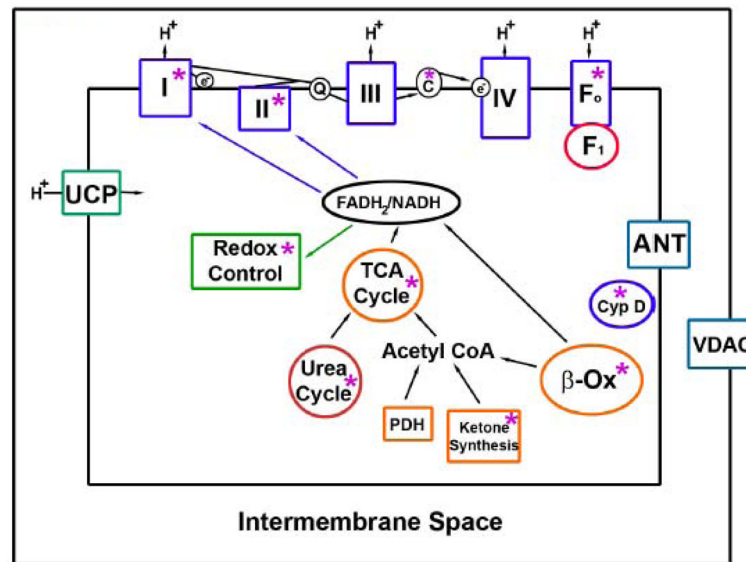 H+ H+ H+ H+
I * e- Q III C * e- IV Fo *
II *
F1
H+ UCP
FADH2/NADH
ANT
Redox *
Control
TCA
Cycle *
* Cyp D
VDAC
Urea
Cycle *
Acetyl CoA
β-Ox *
PDH
Ketone *
Synthesis
Intermembrane Space